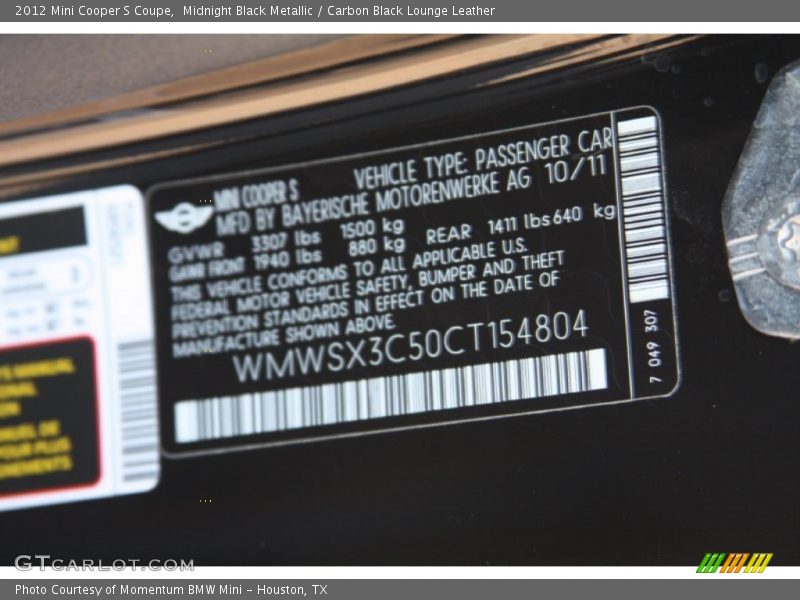 2012 Mini Cooper S Coupe,  Midnight Black Metallic / Carbon Black Lounge Leather
MINI COOPER S VEHICLE TYPE: PASSENGER CAR
MFD BY BAYERISCHE MOTORENWERKE AG 10/11
GVWR 3307 lbs 1500 kg
GAWR FRONT 1940 lbs 880 kg REAR 1411 lbs 640 kg
THIS VEHICLE CONFORMS TO ALL APPLICABLE U.S.
FEDERAL MOTOR VEHICLE SAFETY, BUMPER AND THEFT
PREVENTION STANDARDS IN EFFECT ON THE DATE OF
MANUFACTURE SHOWN ABOVE.
WMWSX3C50CT154804
7 049 307
MANUAL
GTCARLOT.COM
Photo Courtesy of Momentum BMW Mini - Houston, TX